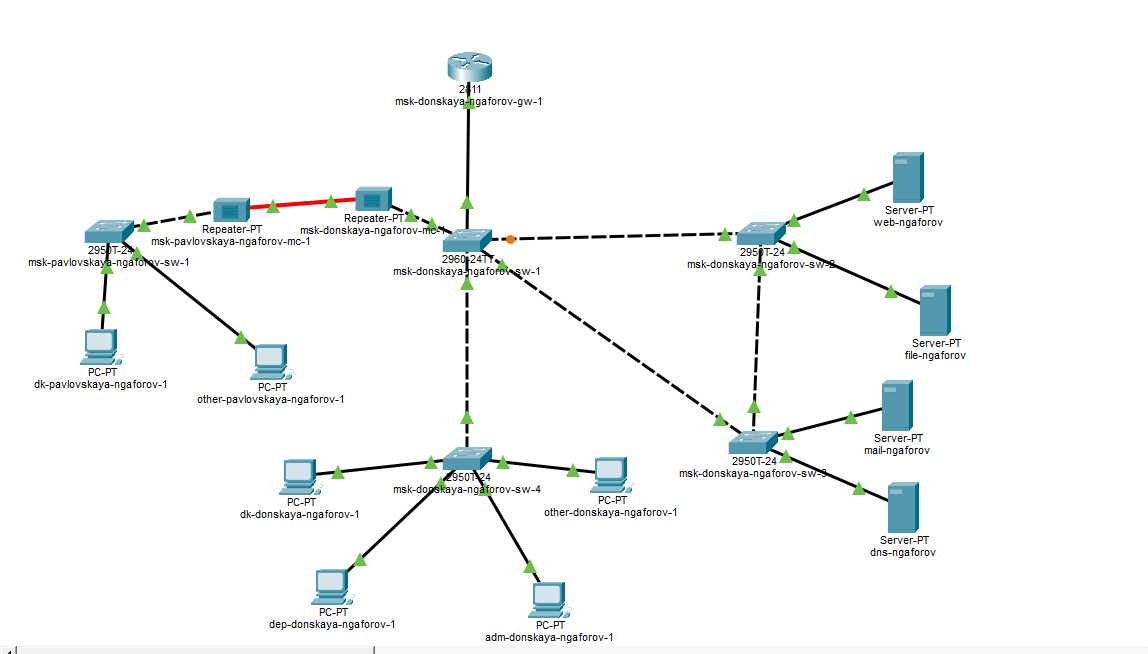 2811
msk-donskaya-ngaforov-gw-1
Repeater-PT
msk-pavlovskaya-ngaforov-mc-1
Repeater-PT
msk-donskaya-ngaforov-mc-1
2950T-24
msk-pavlovskaya-ngaforov-sw-1
2960-24TT
msk-donskaya-ngaforov-sw-1
2950T-24
msk-donskaya-ngaforov-sw-2
Server-PT
web-ngaforov
Server-PT
file-ngaforov
PC-PT
dk-pavlovskaya-ngaforov-1
PC-PT
other-pavlovskaya-ngaforov-1
Server-PT
mail-ngaforov
2950T-24
msk-donskaya-ngaforov-sw-3
2950T-24
msk-donskaya-ngaforov-sw-4
PC-PT
dk-donskaya-ngaforov-1
PC-PT
other-donskaya-ngaforov-1
Server-PT
dns-ngaforov
PC-PT
dep-donskaya-ngaforov-1
PC-PT
adm-donskaya-ngaforov-1